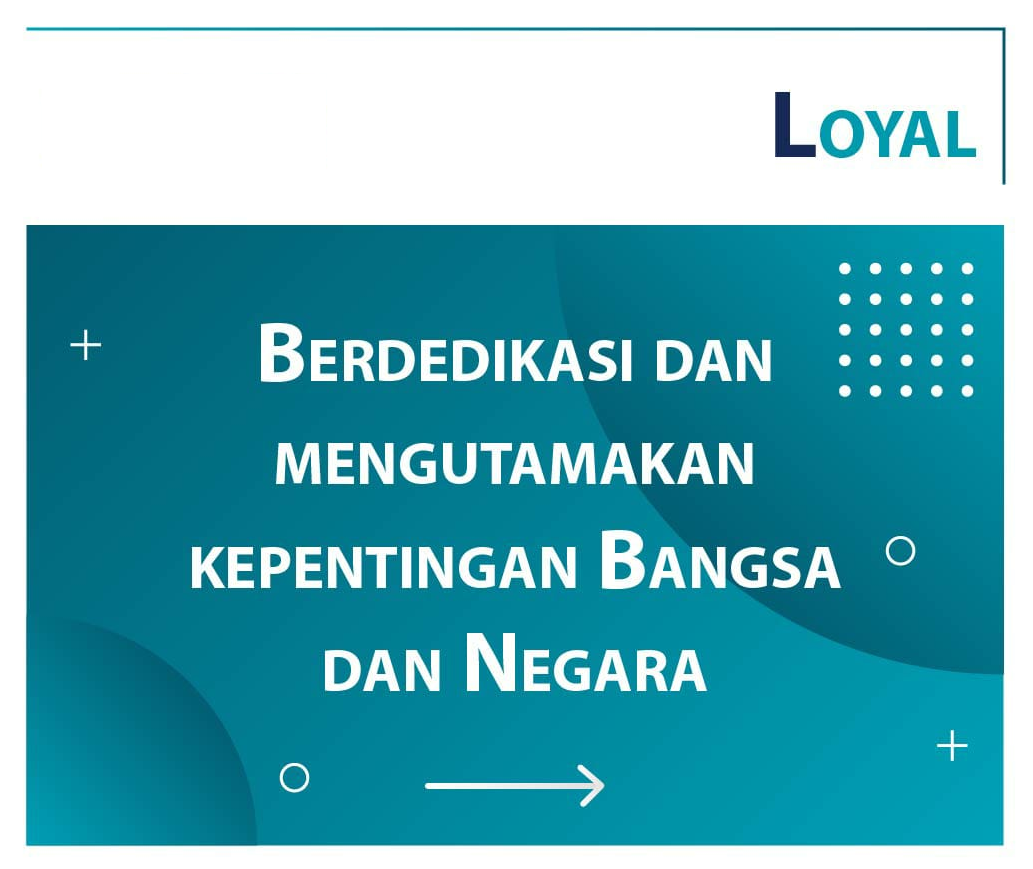 Loyal
Berdedikasi dan
mengutamakan
kepentingan Bangsa
dan Negara